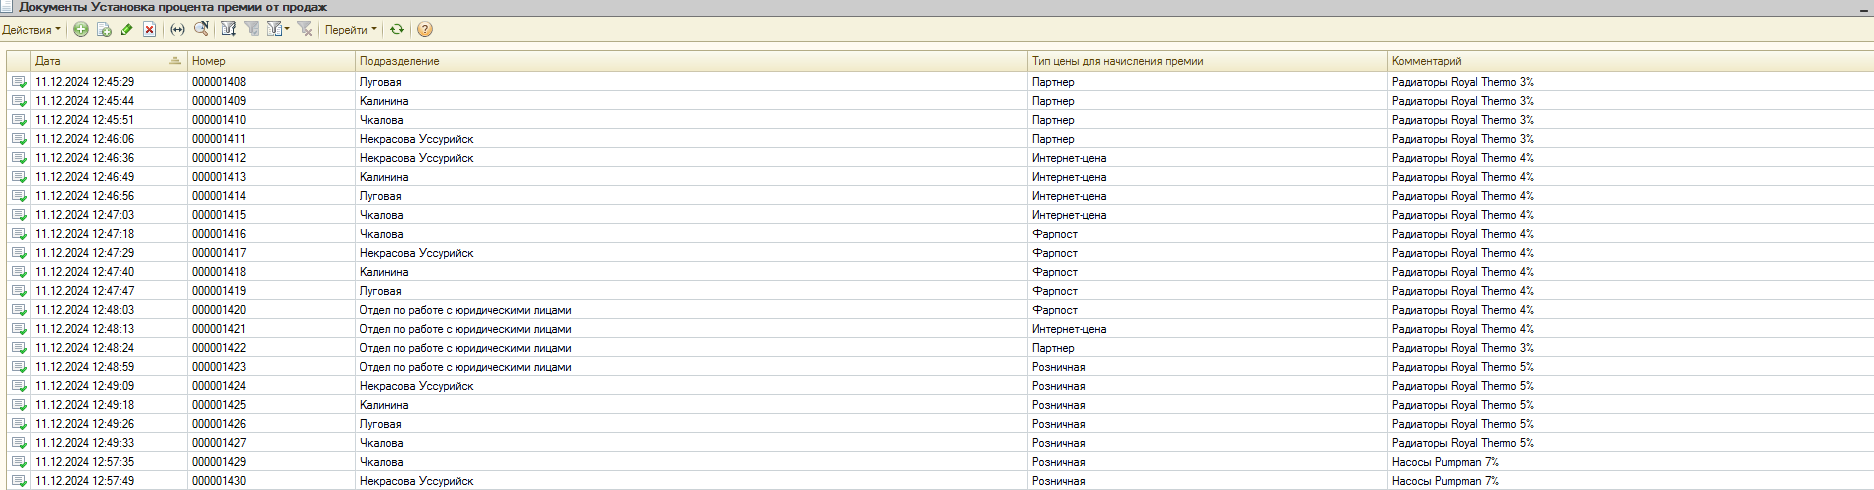 Документы Установка процента премии от продаж
Действия Перейти
Дата Номер Подразделение Тип цены для начисления премии Комментарий
11.12.2024 12:45:29 000001408 Луговая Партнер Радиаторы Royal Thermo 3%
11.12.2024 12:45:44 000001409 Калинина Партнер Радиаторы Royal Thermo 3%
11.12.2024 12:45:51 000001410 Чкалова Партнер Радиаторы Royal Thermo 3%
11.12.2024 12:46:06 000001411 Некрасова Уссурийск Партнер Радиаторы Royal Thermo 3%
11.12.2024 12:46:36 000001412 Некрасова Уссурийск Интернет-цена Радиаторы Royal Thermo 4%
11.12.2024 12:46:49 000001413 Калинина Интернет-цена Радиаторы Royal Thermo 4%
11.12.2024 12:46:56 000001414 Луговая Интернет-цена Радиаторы Royal Thermo 4%
11.12.2024 12:47:03 000001415 Чкалова Интернет-цена Радиаторы Royal Thermo 4%
11.12.2024 12:47:18 000001416 Чкалова Фарпост Радиаторы Royal Thermo 4%
11.12.2024 12:47:29 000001417 Некрасова Уссурийск Фарпост Радиаторы Royal Thermo 4%
11.12.2024 12:47:40 000001418 Калинина Фарпост Радиаторы Royal Thermo 4%
11.12.2024 12:47:47 000001419 Луговая Фарпост Радиаторы Royal Thermo 4%
11.12.2024 12:48:03 000001420 Отдел по работе с юридическими лицами Фарпост Радиаторы Royal Thermo 4%
11.12.2024 12:48:13 000001421 Отдел по работе с юридическими лицами Интернет-цена Радиаторы Royal Thermo 4%
11.12.2024 12:48:24 000001422 Отдел по работе с юридическими лицами Партнер Радиаторы Royal Thermo 3%
11.12.2024 12:48:59 000001423 Отдел по работе с юридическими лицами Розничная Радиаторы Royal Thermo 5%
11.12.2024 12:49:09 000001424 Некрасова Уссурийск Розничная Радиаторы Royal Thermo 5%
11.12.2024 12:49:18 000001425 Калинина Розничная Радиаторы Royal Thermo 5%
11.12.2024 12:49:26 000001426 Луговая Розничная Радиаторы Royal Thermo 5%
11.12.2024 12:49:33 000001427 Чкалова Розничная Радиаторы Royal Thermo 5%
11.12.2024 12:57:35 000001429 Чкалова Розничная Насосы Pumpman 7%
11.12.2024 12:57:49 000001430 Некрасова Уссурийск Розничная Насосы Pumpman 7%